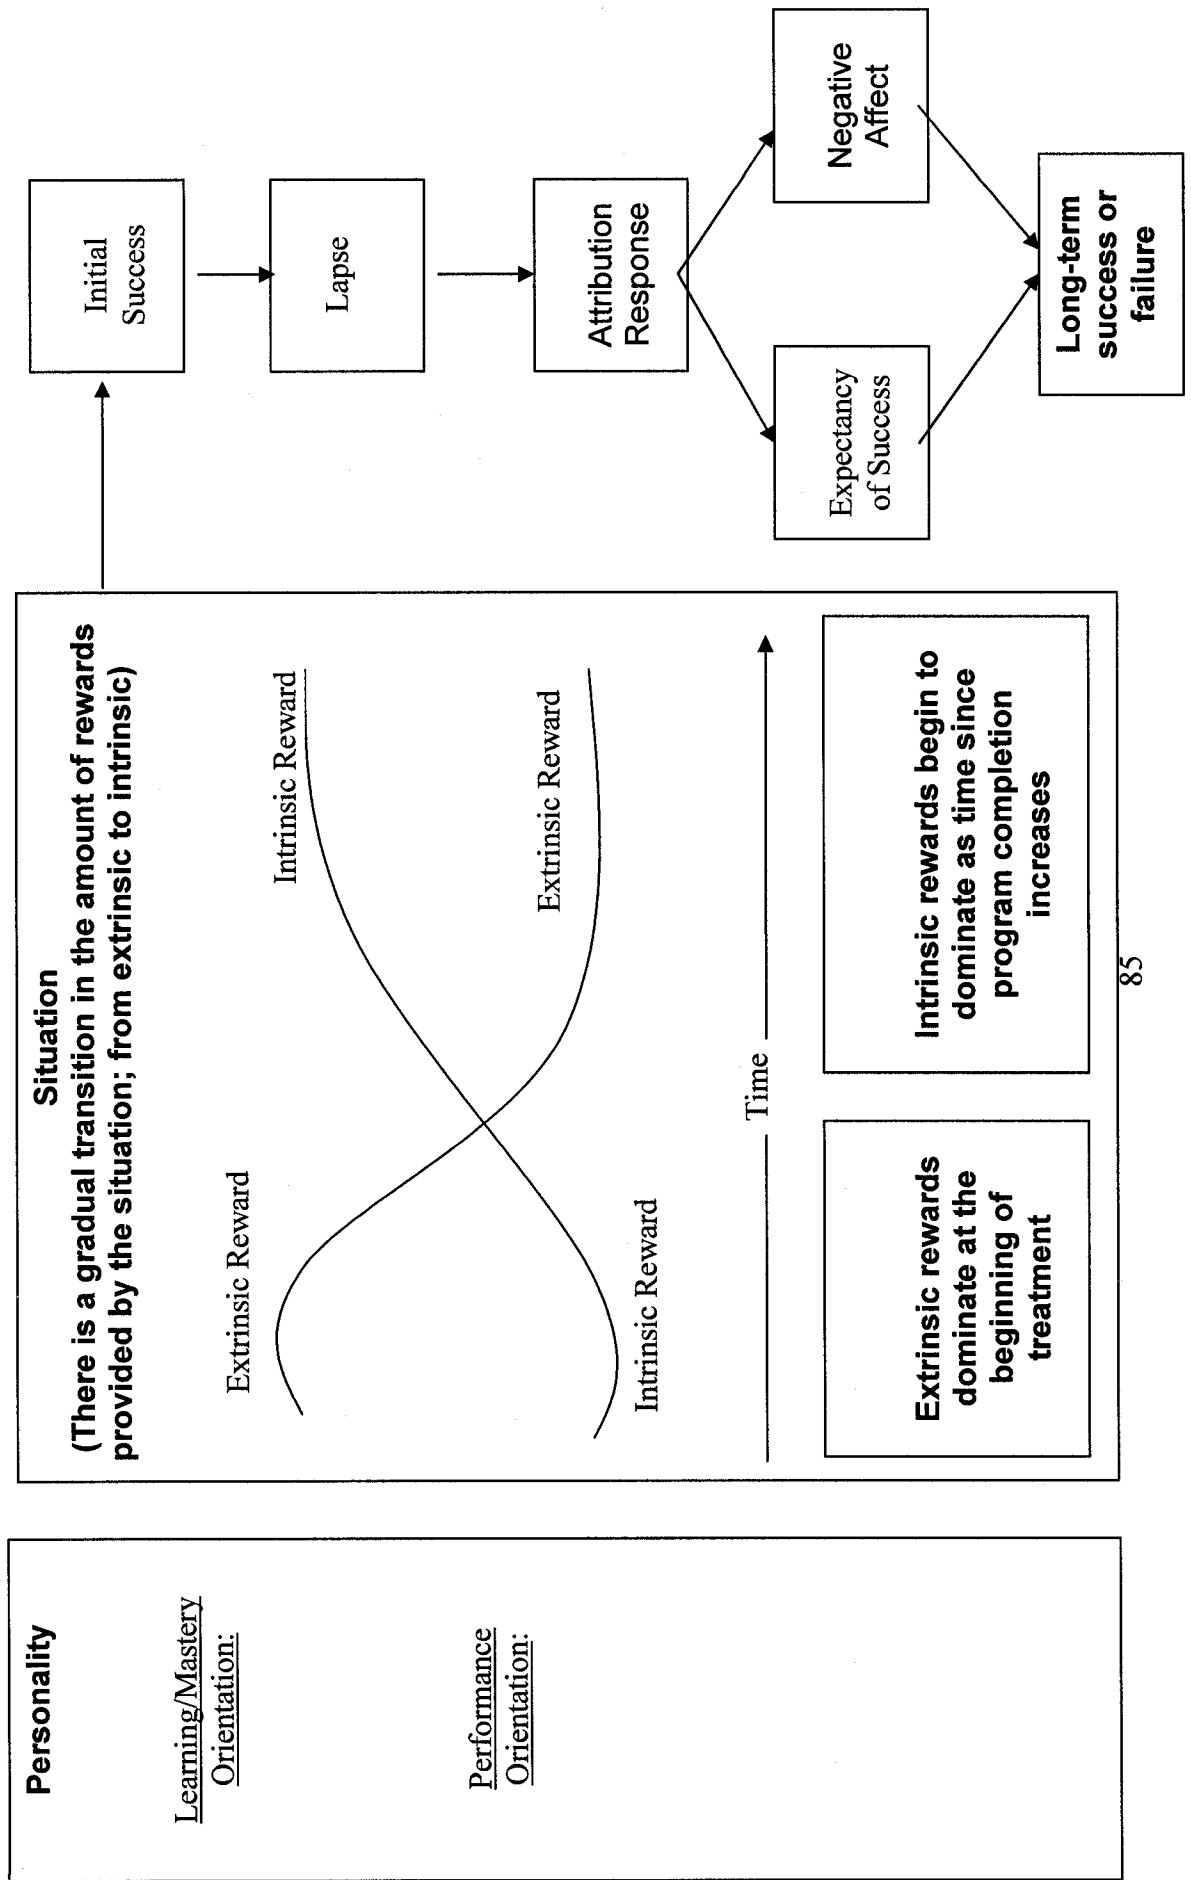 Personality
Learning/Mastery
Orientation:
Performance
Orientation:
Situation
(There is a gradual transition in the amount of rewards
provided by the situation; from extrinsic to intrinsic)
Extrinsic Reward
Intrinsic Reward
Intrinsic Reward
Extrinsic Reward
Time
Extrinsic rewards
dominate at the
beginning of
treatment
Intrinsic rewards begin to
dominate as time since
program completion
increases
Initial
Success
Lapse
Attribution
Response
Expectancy
of Success
Negative
Affect
Long-term
success or
failure
85